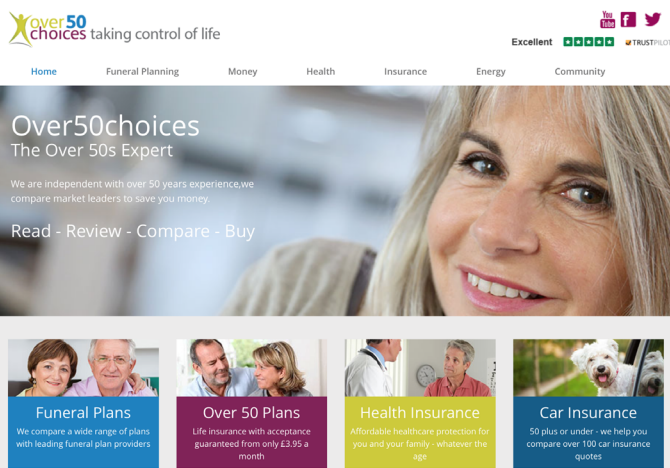 over50
choices taking control of life
You
Tube
Excellent
TRUSTPILOT
Home Funeral Planning Money Health Insurance Energy Community
Over50choices
The Over 50s Expert
We are independent with over 50 years experience,we
compare market leaders to save you money.
Read - Review - Compare - Buy
Funeral Plans
We compare a wide range of plans
with leading funeral plan providers
Over 50 Plans
Life insurance with acceptance
guaranteed from only £3.95 a
month
Health Insurance
Affordable healthcare protection for
you and your family - whatever the
age
Car Insurance
50 plus or under - we help you
compare over 100 car insurance
quotes